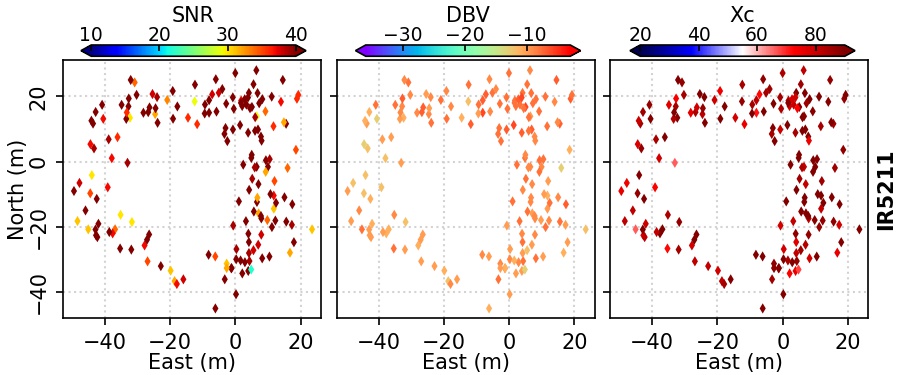 SNR DBV Xc
10 20 30 40 −30 −20 −10 20 40 60 80
20
0
−20
−40
North (m)
IR5211
−40 −20 0 20 −40 −20 0 20 −40 −20 0 20
East (m) East (m) East (m)